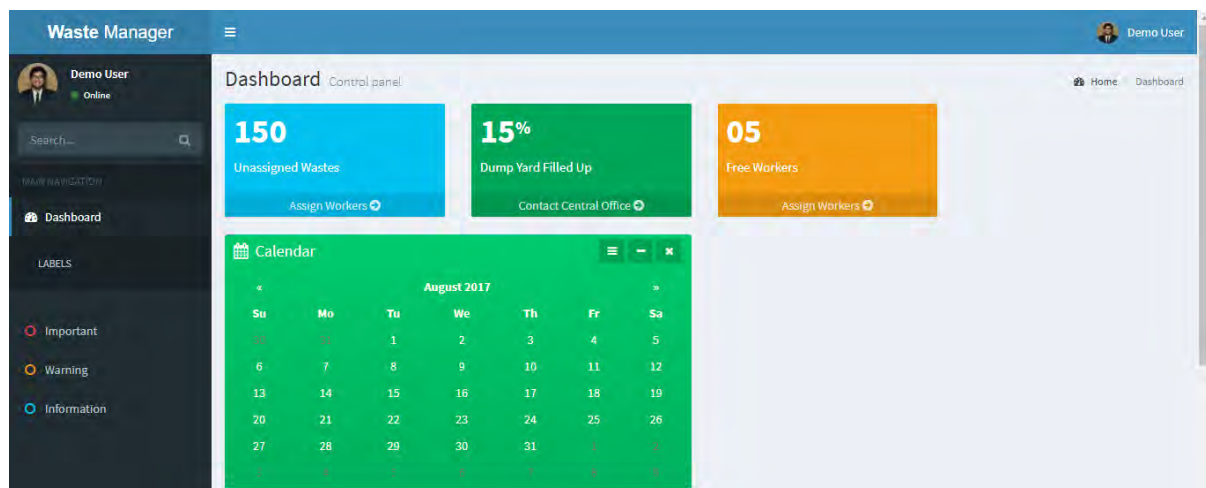 Waste Manager
Demo User
Demo User
Online
Search...
MAIN NAVIGATION
Dashboard
LABELS
Important
Warning
Information
Dashboard Control panel
Home Dashboard
150
Unassigned Wastes
Assign Workers
15%
Dump Yard Filled Up
Contact Central Office
05
Free Workers
Assign Workers
Calendar
« August 2017 »
Su Mo Tu We Th Fr Sa
30 31 1 2 3 4 5
6 7 8 9 10 11 12
13 14 15 16 17 18 19
20 21 22 23 24 25 26
27 28 29 30 31